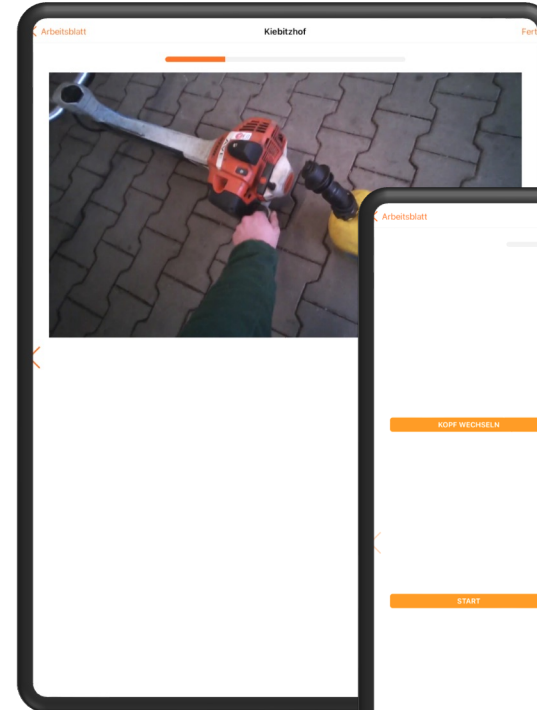 Arbeitsblatt
Kiebitzhof
Fert
Arbeitsblatt
KOPF WECHSELN
START